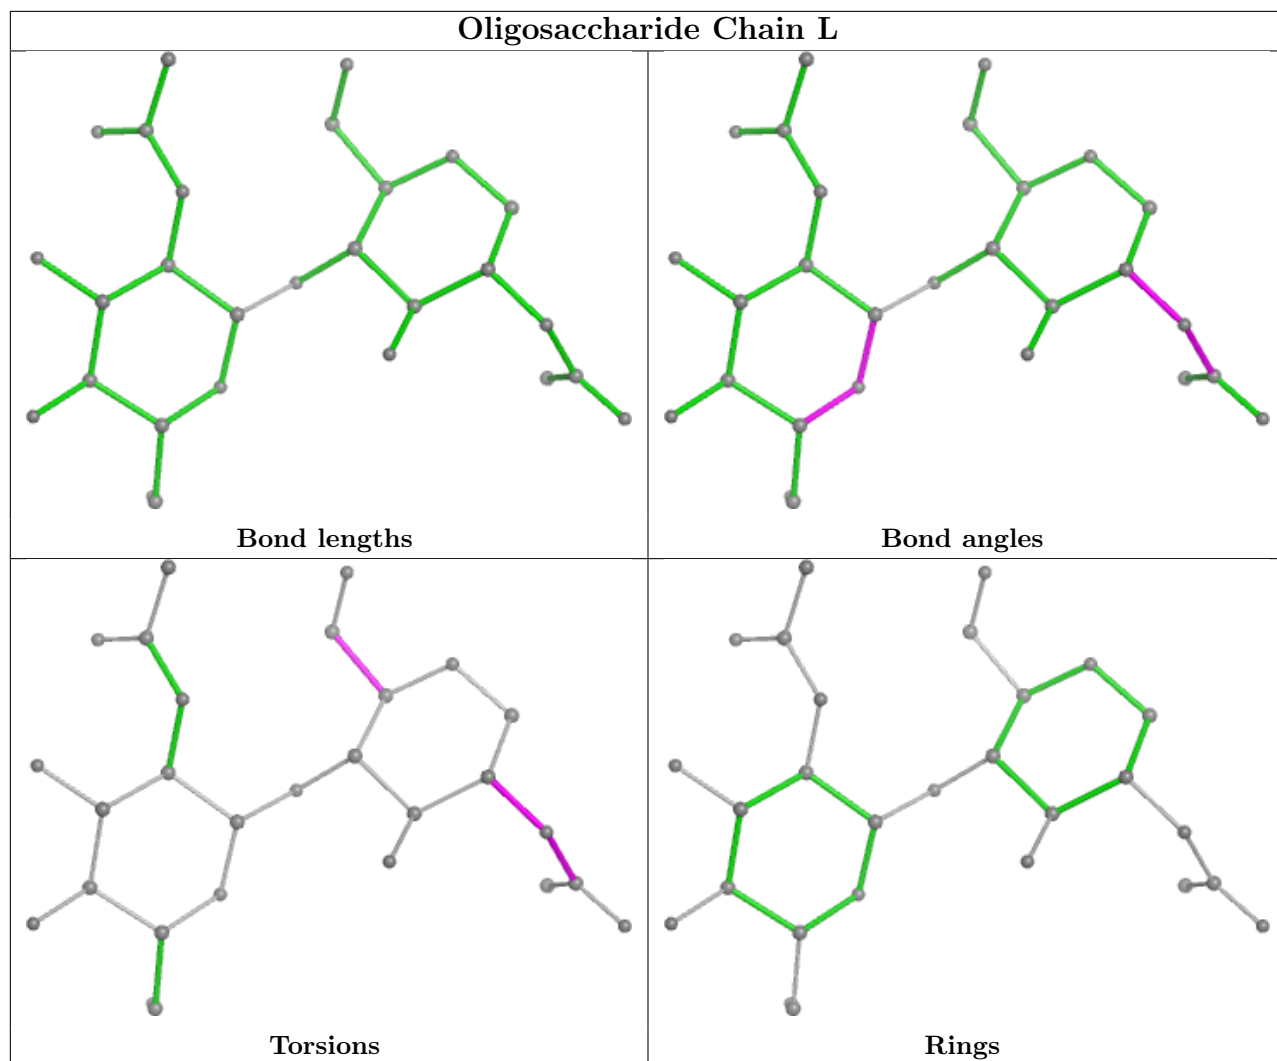 Oligosaccharide Chain L
Bond lengths
Bond angles
Torsions
Rings